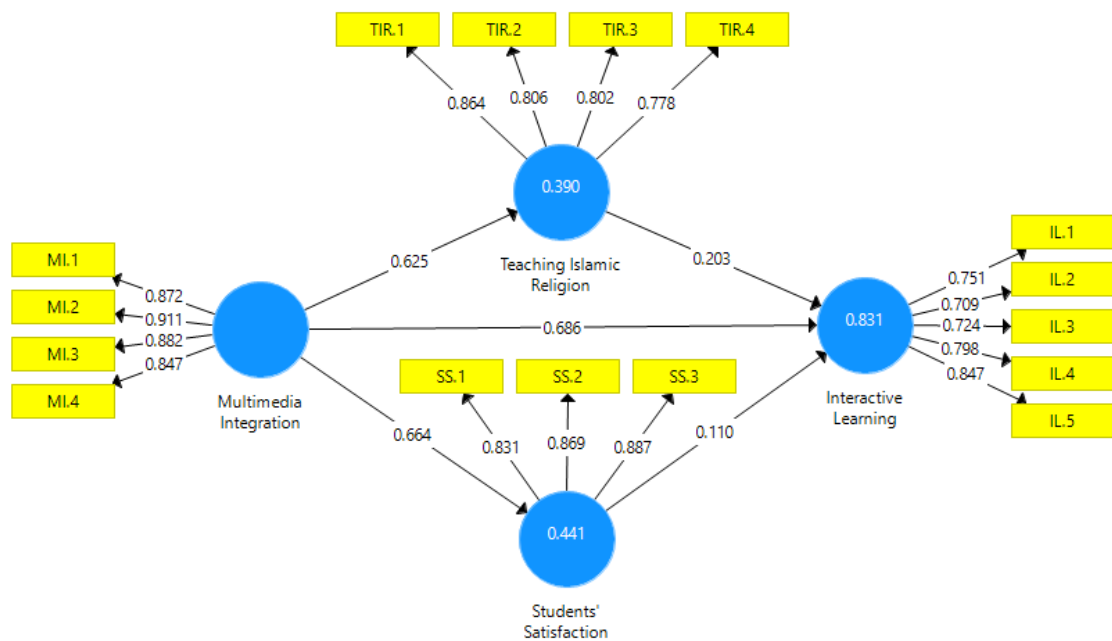 TIR.1
TIR.2
TIR.3
TIR.4
0.864
0.806
0.802
0.778
0.390
Teaching Islamic
Religion
MI.1
MI.2
MI.3
MI.4
0.872
0.911
0.882
0.847
Multimedia
Integration
0.625
0.203
0.686
0.664
0.110
SS.1
SS.2
SS.3
0.831
0.869
0.887
0.441
Students'
Satisfaction
0.831
Interactive
Learning
0.751
0.709
0.724
0.798
0.847
IL.1
IL.2
IL.3
IL.4
IL.5